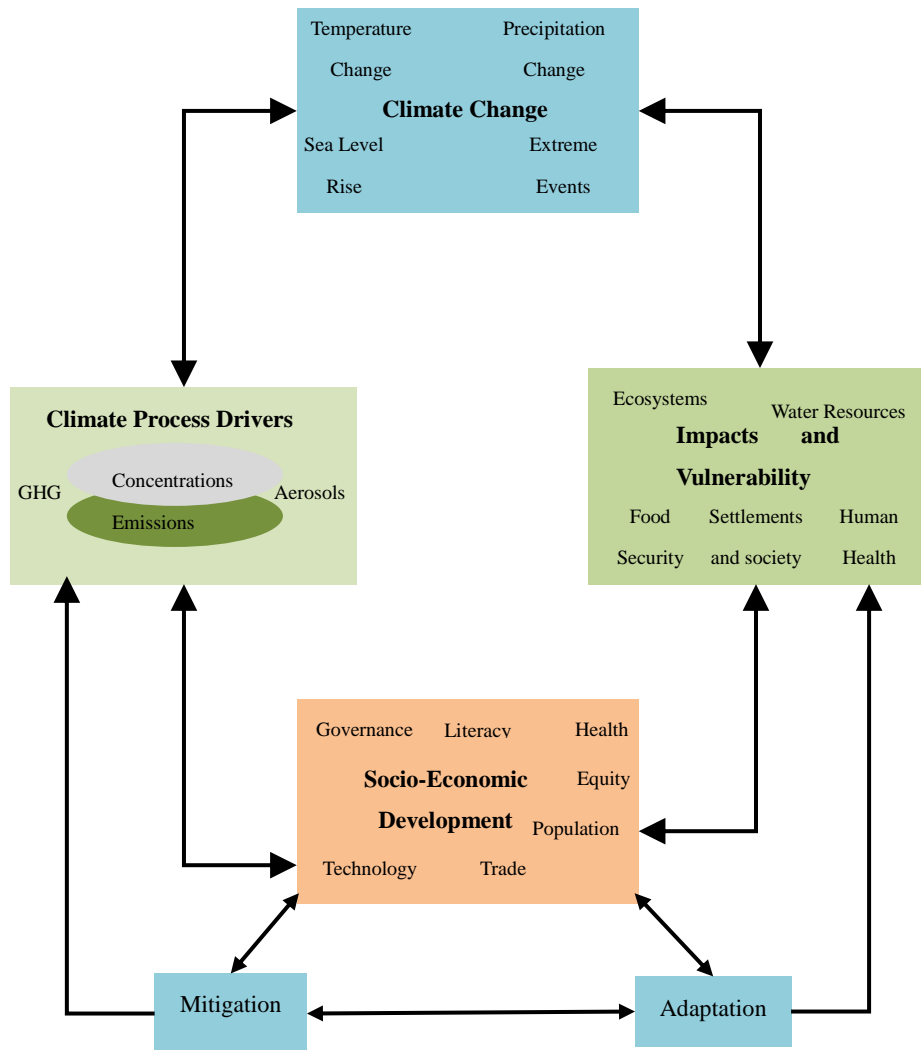 Temperature Precipitation
Change Change
Climate Change
Sea Level Extreme
Rise Events
Climate Process Drivers
GHG Concentrations Aerosols
Emissions
Ecosystems Water Resources
Impacts and
Vulnerability
Food Settlements Human
Security and society Health
Governance Literacy Health
Socio-Economic Equity
Development Population
Technology Trade
Mitigation Adaptation